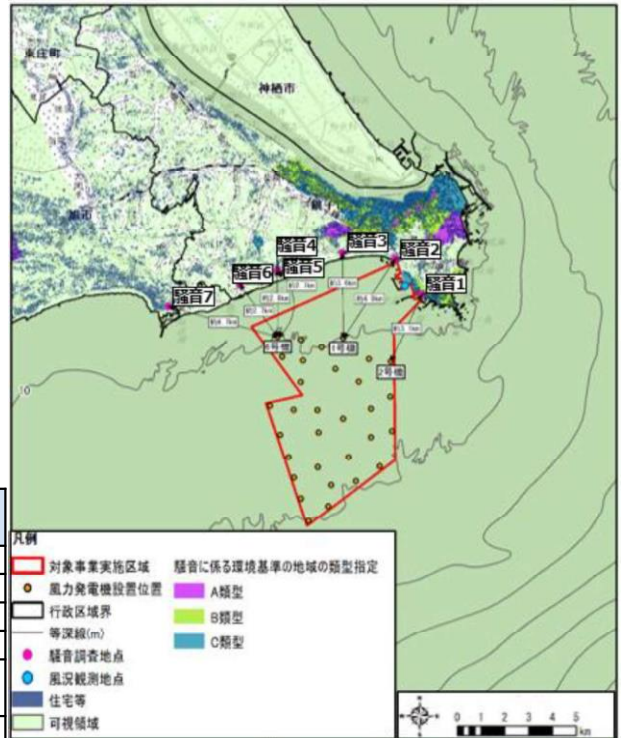 東庄町
神栖市
旭市
銚子
騒音3
騒音4
騒音2
騒音5
騒音6
騒音1
騒音7
6号機
1号機
2号機
凡例
対象事業実施区域
風力発電機設置位置
行政区域界
等深線(m)
騒音調査地点
風況観測地点
住宅等
可視領域
騒音に係る環境基準の地域の類型指定
A類型
B類型
C類型
0 1 2 3 4 5
km